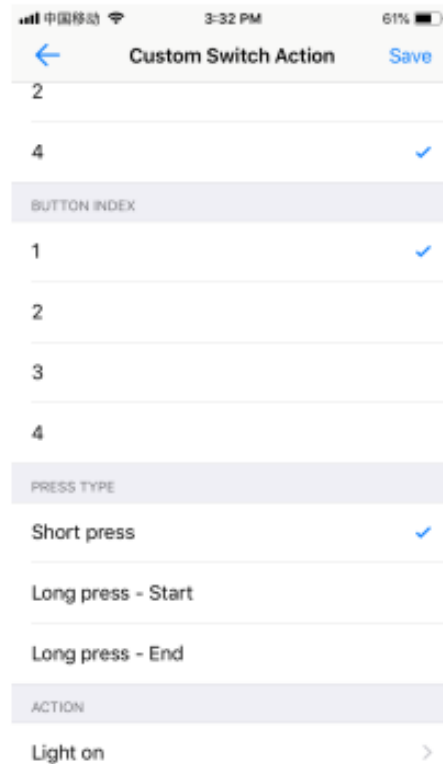 中国移动 3:32 PM 61%
Custom Switch Action Save
2
4
BUTTON INDEX
1
2
3
4
PRESS TYPE
Short press
Long press - Start
Long press - End
ACTION
Light on